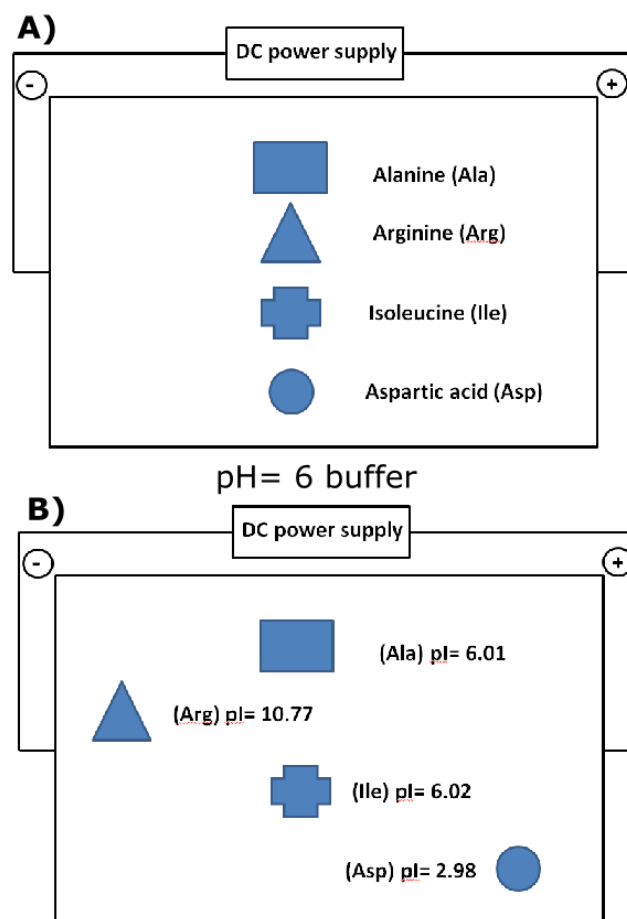 A)
DC power supply
- +
Alanine (Ala)
Arginine (Arg)
Isoleucine (Ile)
Aspartic acid (Asp)
pH= 6 buffer
B)
DC power supply
- +
(Ala) pI= 6.01
(Arg) pI= 10.77
(Ile) pI= 6.02
(Asp) pI= 2.98